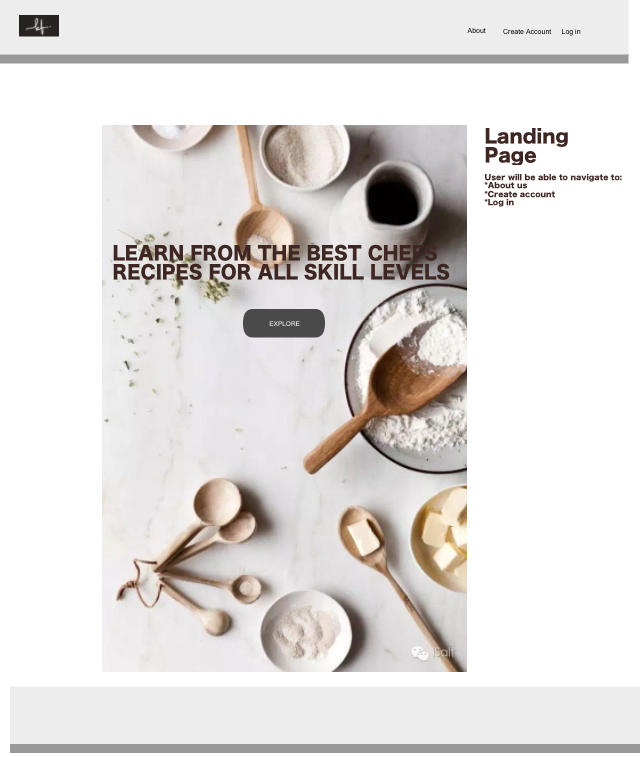 About
Create Account
Log in
LEARN FROM THE BEST CHEFS
RECIPES FOR ALL SKILL LEVELS
EXPLORE
Landing
Page
User will be able to navigate to:
*About us
*Create account
*Log in